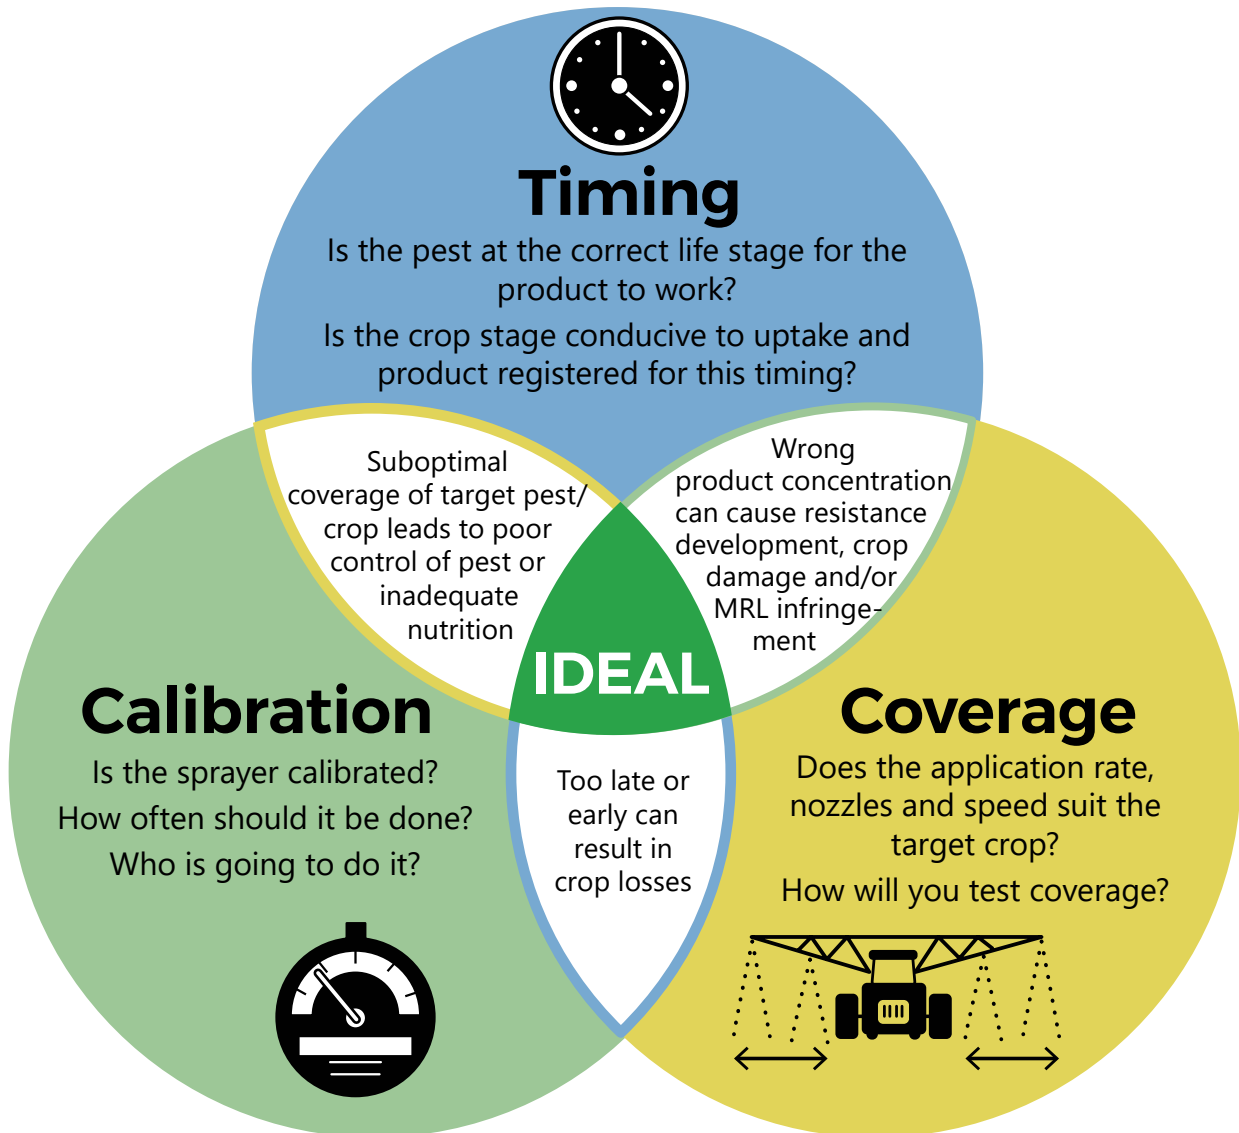 Timing
Is the pest at the correct life stage for the
product to work?
Is the crop stage conducive to uptake and
product registered for this timing?
Suboptimal
coverage of target pest/
crop leads to poor
control of pest or
inadequate
nutrition
Wrong
product concentration
can cause resistance
development, crop
damage and/or
MRL infringe-
ment
IDEAL
Calibration
Is the sprayer calibrated?
How often should it be done?
Who is going to do it?
Too late or
early can
result in
crop losses
Coverage
Does the application rate,
nozzles and speed suit the
target crop?
How will you test coverage?